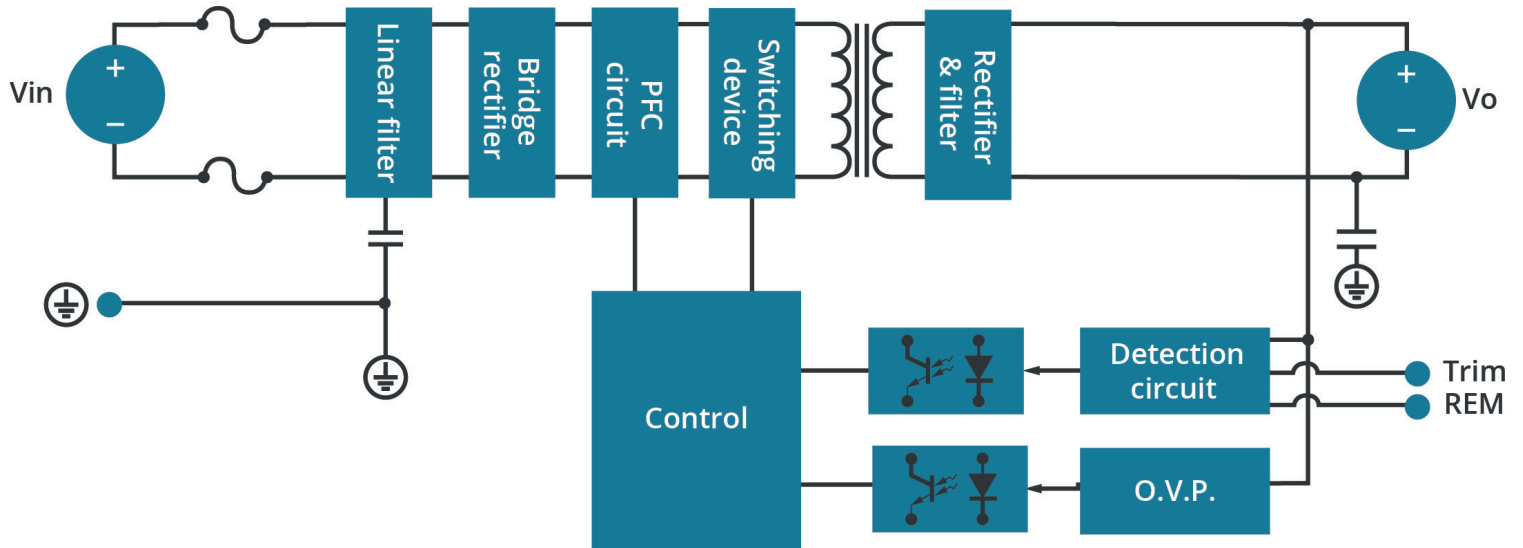 Vin
+
−
Linear filter
Bridge
rectifier
PFC
circuit
Switching
device
Rectifier
& filter
+
−
Vo
Control
Detection
circuit
Trim
REM
O.V.P.